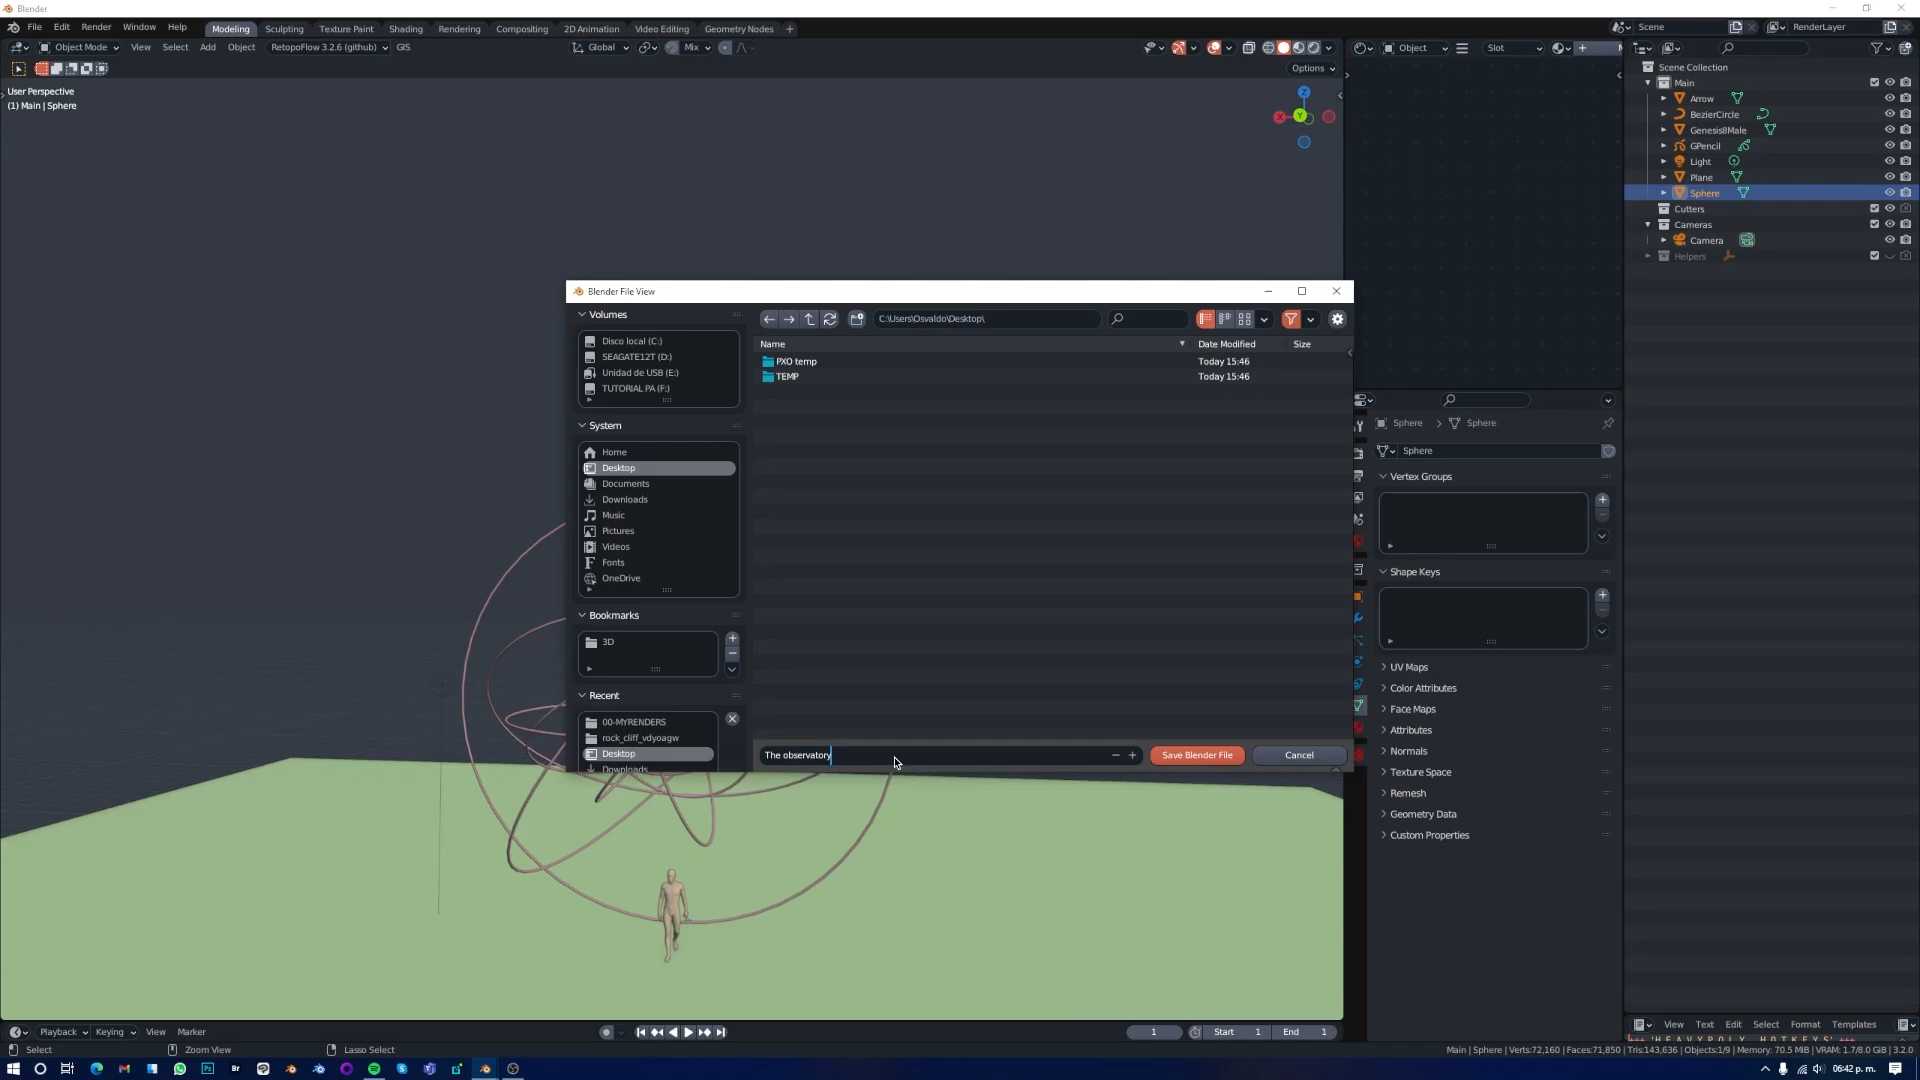 Blender
File Edit Render Window Help
Modeling Sculpting Texture Paint Shading Rendering Compositing 2D Animation Video Editing Geometry Nodes
Scene
RenderLayer
Object Mode View Select Add Object RetopoFlow 3.2.6 (github) GIS
Global
Mix
Object
Slot
Options
User Perspective
(1) Main | Sphere
Z
X
Y
Scene Collection
Main
Arrow
BezierCircle
Genesis8Male
GPencil
Light
Plane
Sphere
Cutters
Cameras
Camera
Helpers
Blender File View
Volumes
Disco local (C:)
SEAGATE12T (D:)
Unidad de USB (E:)
TUTORIAL PA (F:)
System
Home
Desktop
Documents
Downloads
Music
Pictures
Videos
Fonts
OneDrive
Bookmarks
3D
Recent
00-MYRENDERS
rock_cliff_vdyoagw
Desktop
Downloads
C:\Users\Osvaldo\Desktop\
Name Date Modified Size
PXO temp Today 15:46
TEMP Today 15:46
The observatory
Save Blender File
Cancel
Sphere > Sphere
Sphere
Vertex Groups
Shape Keys
UV Maps
Color Attributes
Face Maps
Attributes
Normals
Texture Space
Remesh
Geometry Data
Custom Properties
Playback Keying View Marker
1
Start 1
End 1
View Text Edit Select Format Templates
'HEAVYPOLY HOTKEYS'
Select
Zoom View
Lasso Select
Main | Sphere | Verts:72,160 | Faces:71,850 | Tris:143,636 | Objects:1/9 | Memory: 70.5 MiB | VRAM: 1.7/8.0 GiB | 3.2.0
Ps
Br
06:42 p. m.